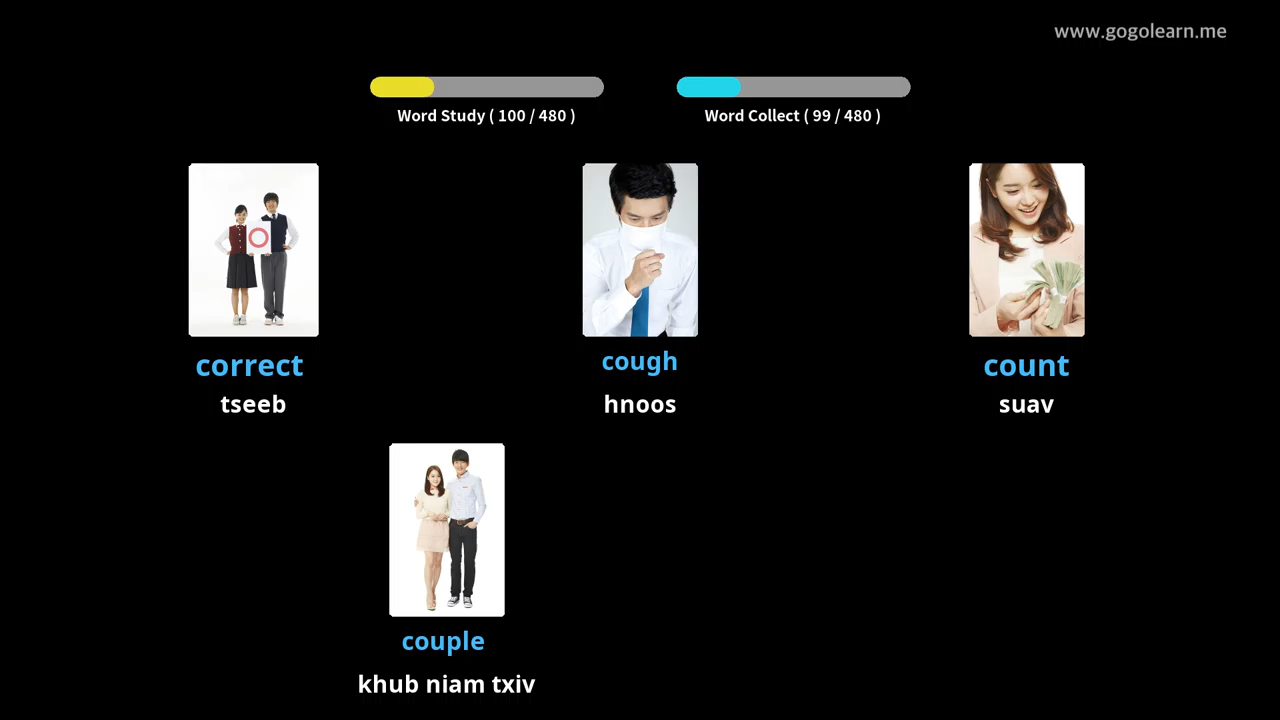 www.gogolearn.me
Word Study ( 100 / 480 )
Word Collect ( 99 / 480 )
correct
cough
count
tseeb
hnoos
suav
couple
khub niam txiv